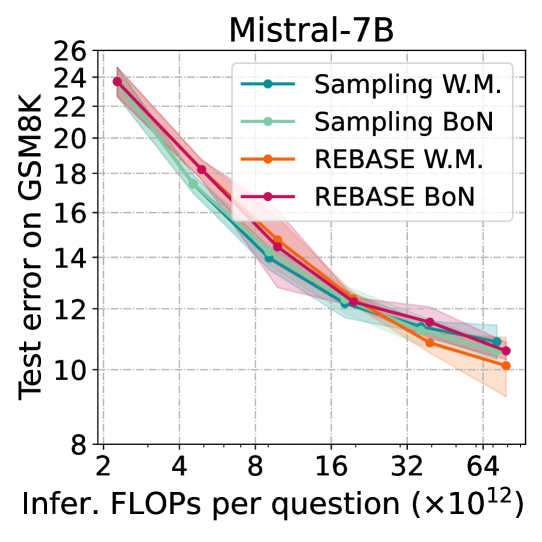 Mistral-7B
Test error on GSM8K
26
24
22
20
18
16
14
12
10
8
Sampling W.M.
Sampling BoN
REBASE W.M.
REBASE BoN
2 4 8 16 32 64
Infer. FLOPs per question (×10¹²)